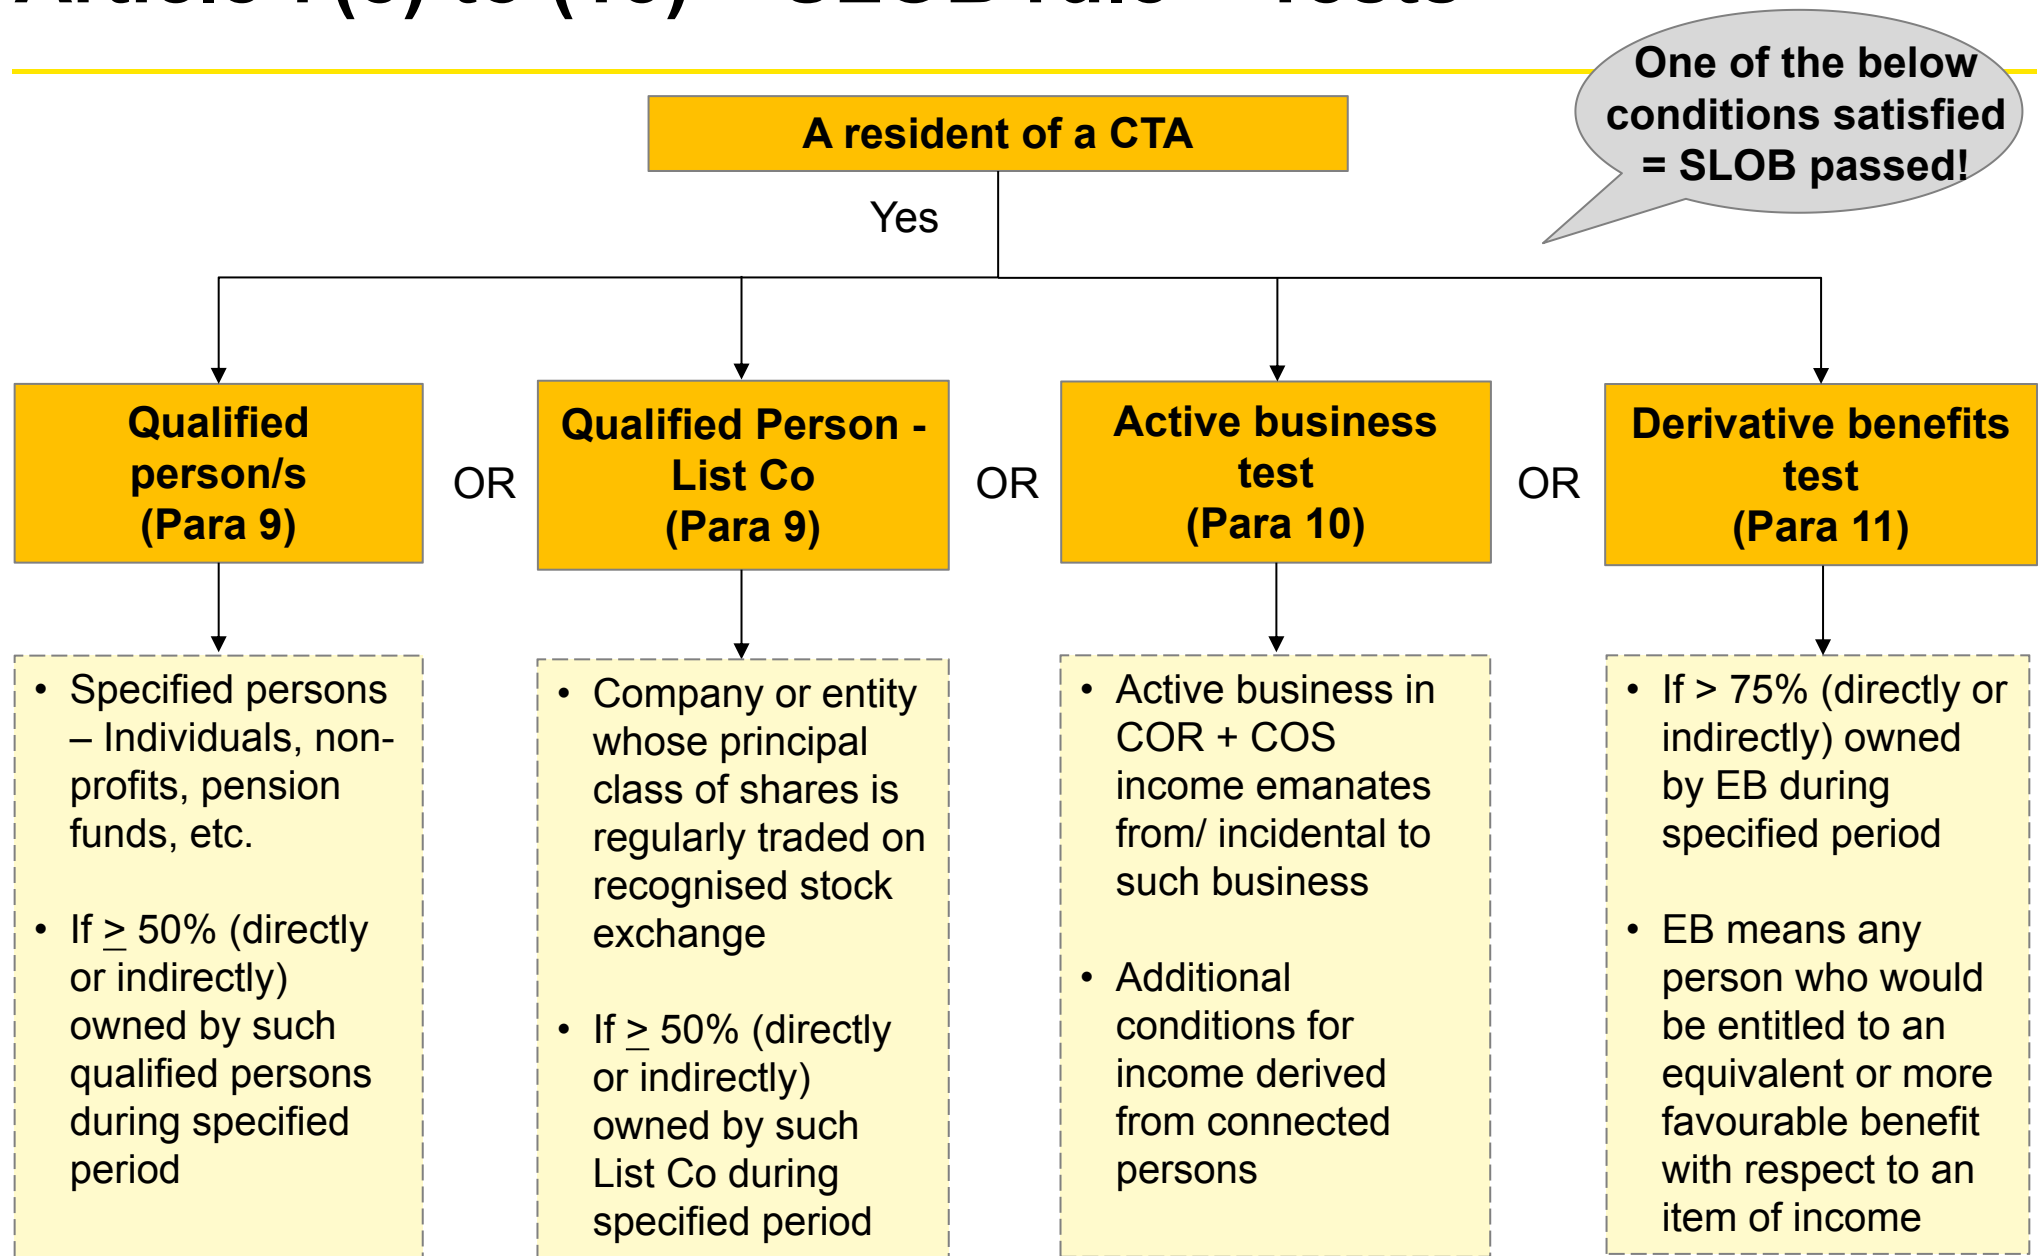 One of the below
conditions satisfied
= SLOB passed!
A resident of a CTA
Yes
Qualified
person/s
(Para 9)
OR
Qualified Person -
List Co
(Para 9)
OR
Active business
test
(Para 10)
OR
Derivative benefits
test
(Para 11)
• Specified persons
– Individuals, non-
profits, pension
funds, etc.
• If ≥ 50% (directly
or indirectly)
owned by such
qualified persons
during specified
period
• Company or entity
whose principal
class of shares is
regularly traded on
recognised stock
exchange
• If ≥ 50% (directly
or indirectly)
owned by such
List Co during
specified period
• Active business in
COR + COS
income emanates
from/ incidental to
such business
• Additional
conditions for
income derived
from connected
persons
• If > 75% (directly or
indirectly) owned
by EB during
specified period
• EB means any
person who would
be entitled to an
equivalent or more
favourable benefit
with respect to an
item of income